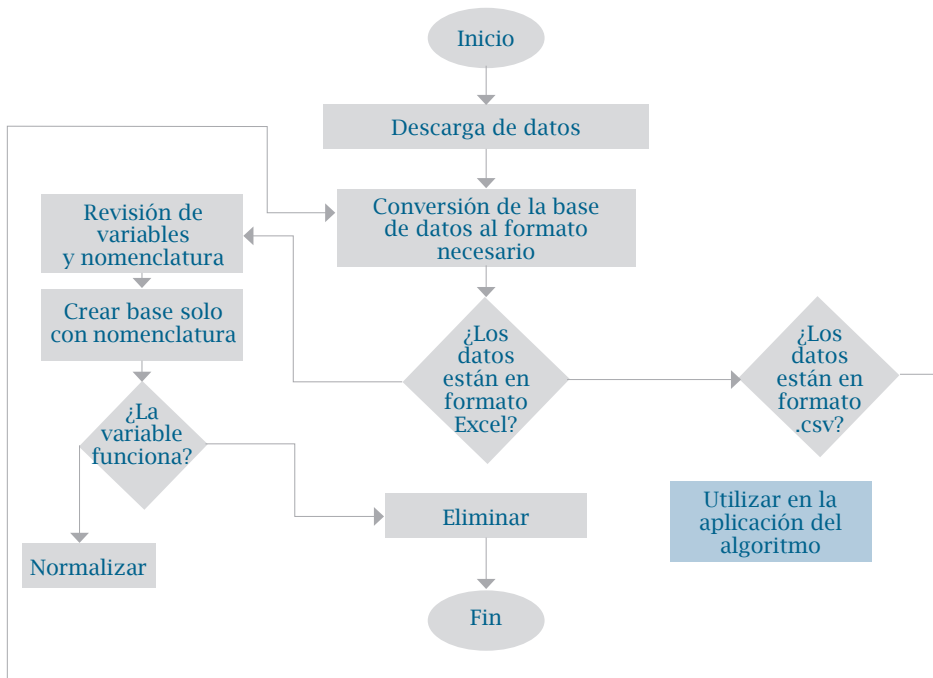 Inicio
Descarga de datos
Conversión de la base
de datos al formato
necesario
Revisión de
variables
y nomenclatura
Crear base solo
con nomenclatura
¿La
variable
funciona?
¿Los
datos
están en
formato
Excel?
¿Los
datos
están en
formato
.csv?
Utilizar en la
aplicación del
algoritmo
Eliminar
Normalizar
Fin